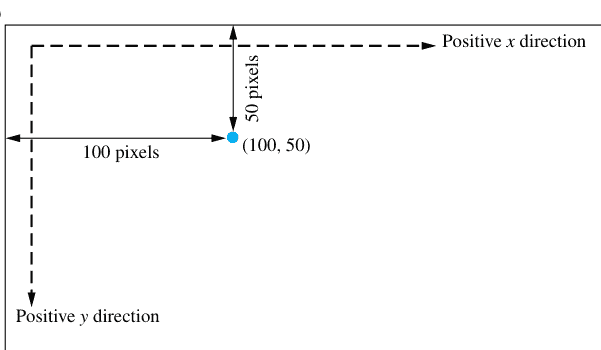 )
Positive x direction
50 pixels
(100, 50)
100 pixels
Positive y direction